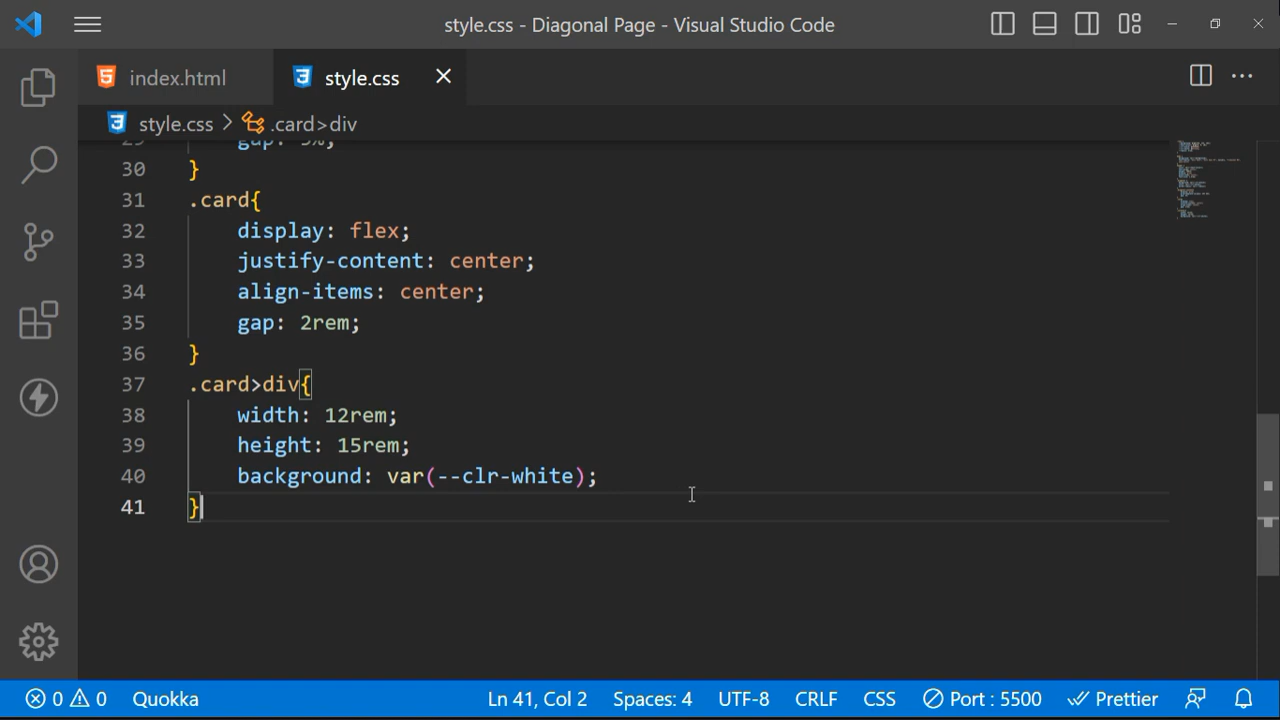 style.css - Diagonal Page - Visual Studio Code
index.html
style.css
style.css > .card>div
gap: 5%;
30 }
31 .card{
32 display: flex;
33 justify-content: center;
34 align-items: center;
35 gap: 2rem;
36 }
37 .card>div{
38 width: 12rem;
39 height: 15rem;
40 background: var(--clr-white);
41 }
0 0 Quokka Ln 41, Col 2 Spaces: 4 UTF-8 CRLF CSS Port : 5500 Prettier